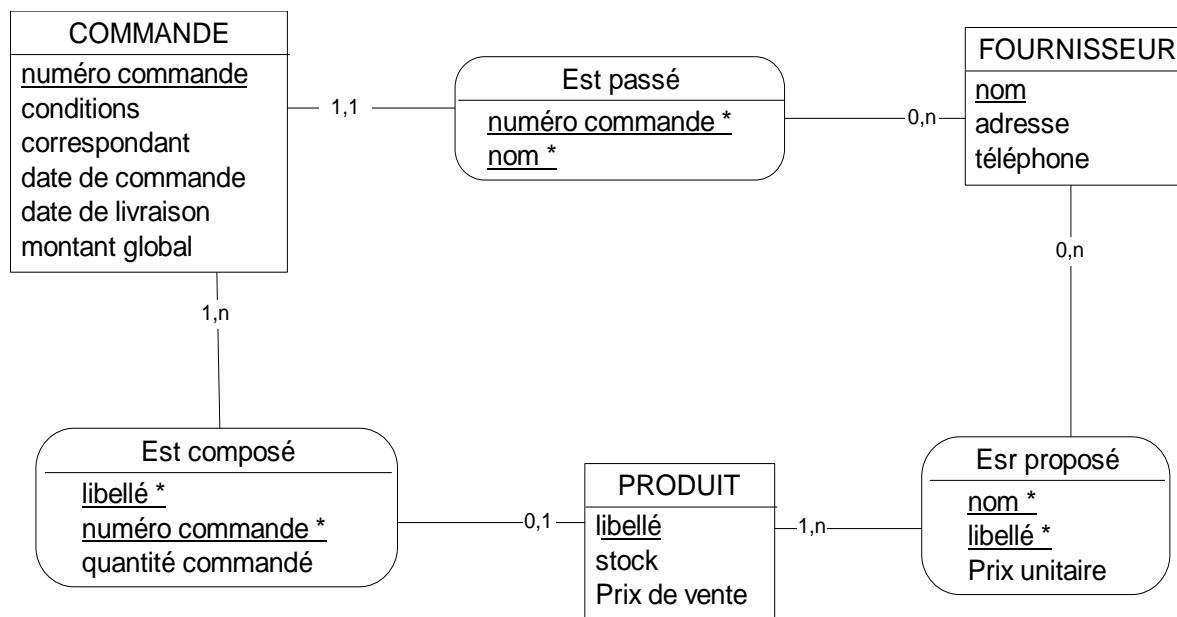 COMMANDE
numéro commande
conditions
correspondant
date de commande
date de livraison
montant global
1,1
Est passé
numéro commande *
nom *
0,n
FOURNISSEUR
nom
adresse
téléphone
1,n
0,n
Est composé
libellé *
numéro commande *
quantité commandé
0,1
PRODUIT
libellé
stock
Prix de vente
1,n
Esr proposé
nom *
libellé *
Prix unitaire